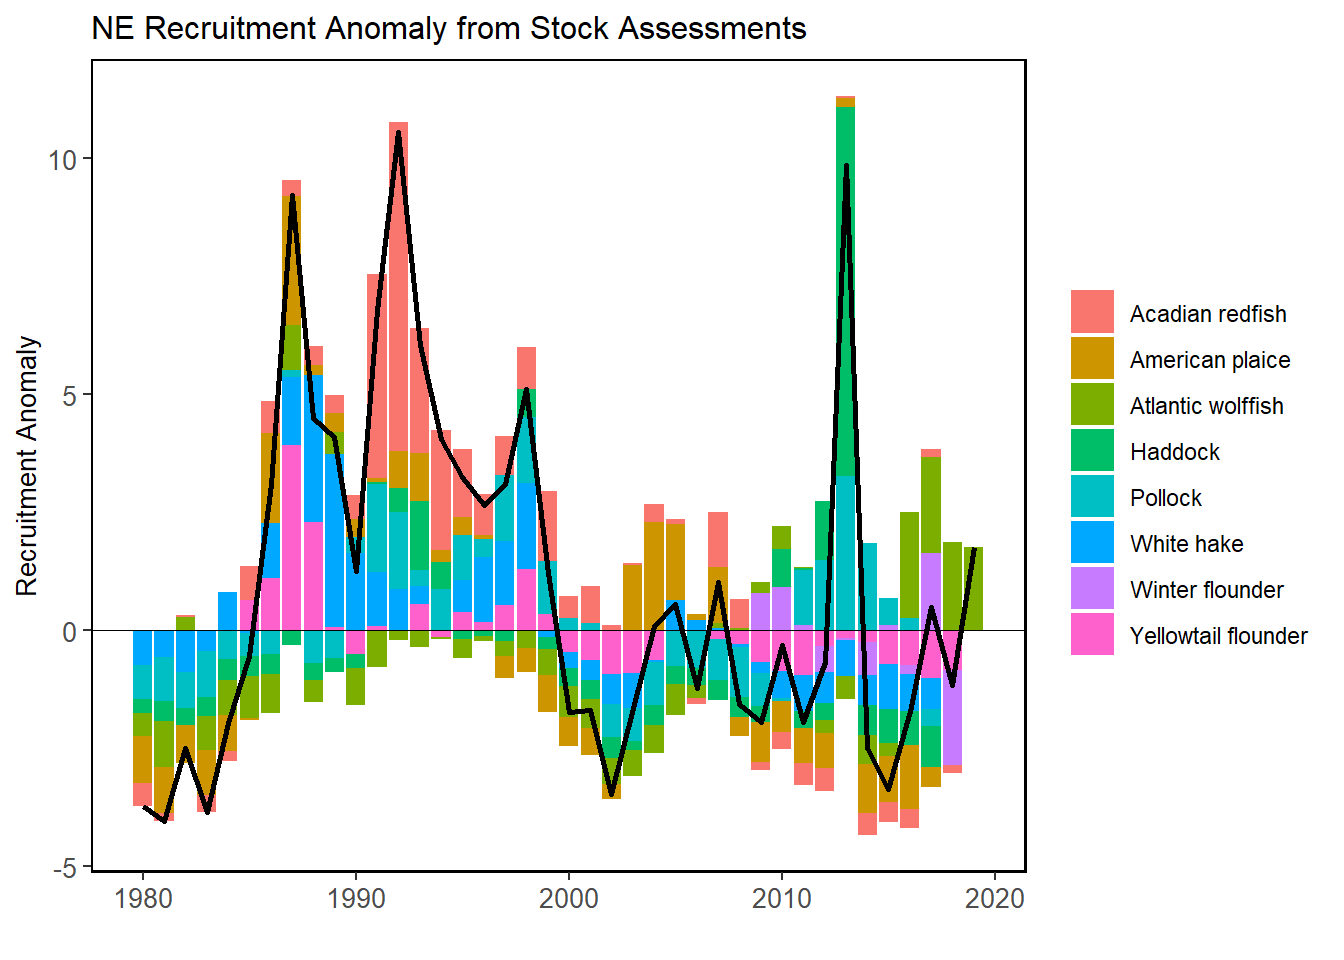 NE Recruitment Anomaly from Stock Assessments
Recruitment Anomaly
10
5
0
-5
1980
1990
2000
2010
2020
Acadian redfish
American plaice
Atlantic wolffish
Haddock
Pollock
White hake
Winter flounder
Yellowtail flounder